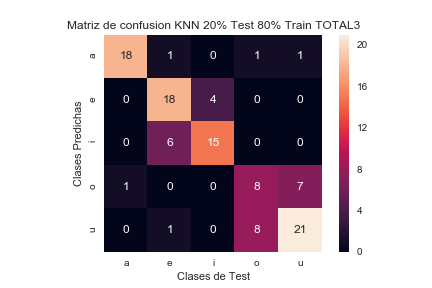 Matriz de confusion KNN 20% Test 80% Train TOTAL3
a 18 1 0 1 1
e 0 18 4 0 0
i 0 6 15 0 0
o 1 0 0 8 7
u 0 1 0 8 21
a e i o u
Clases de Test
Clases Predichas
20
16
12
8
4
0